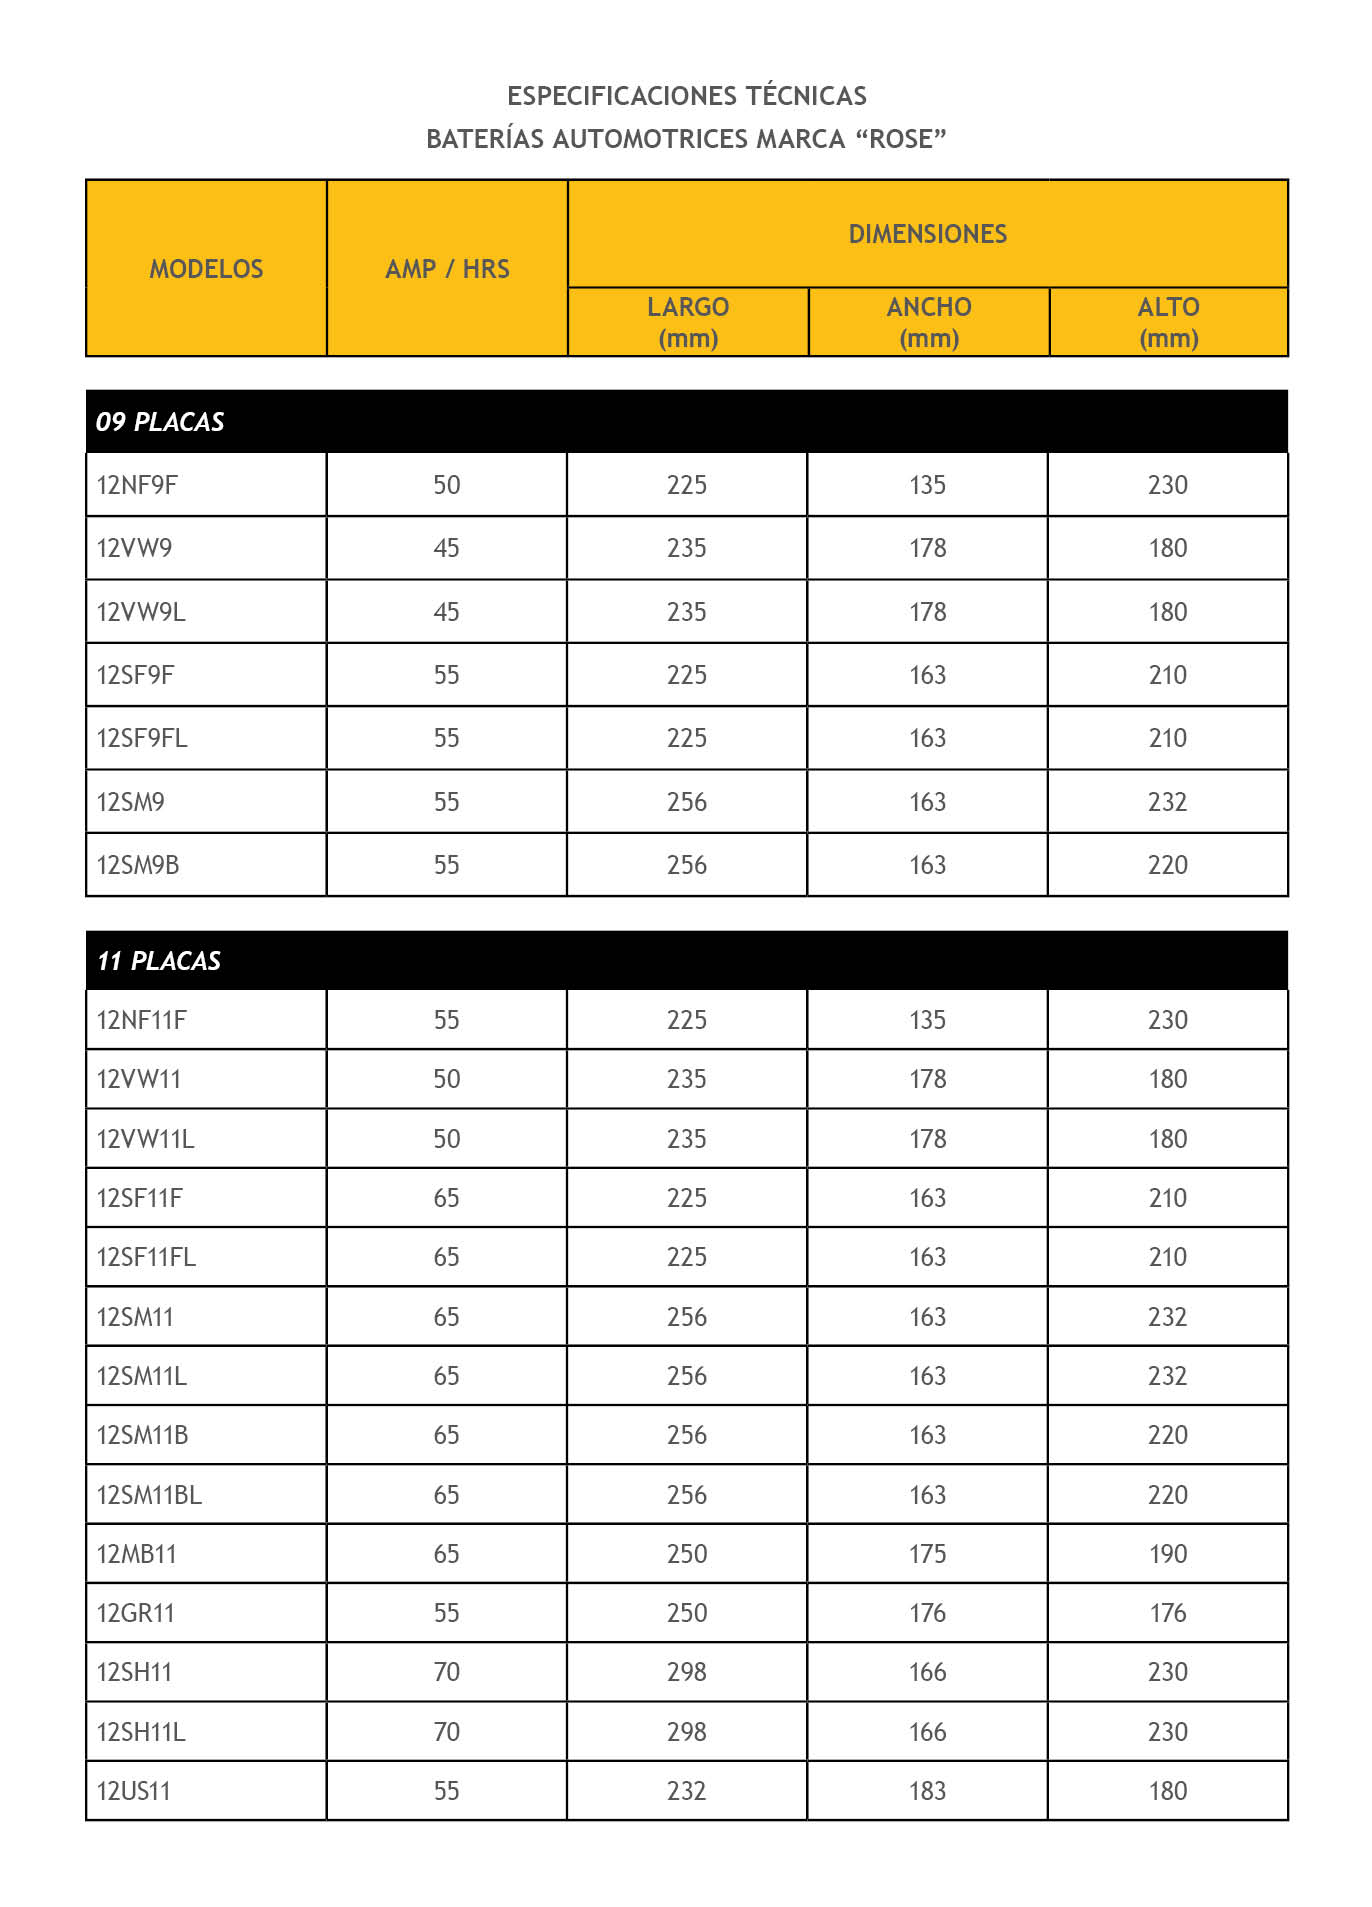 ESPECIFICACIONES TÉCNICAS
BATERÍAS AUTOMOTRICES MARCA “ROSE”
MODELOS AMP / HRS DIMENSIONES
LARGO (mm) ANCHO (mm) ALTO (mm)
09 PLACAS
12NF9F 50 225 135 230
12VW9 45 235 178 180
12VW9L 45 235 178 180
12SF9F 55 225 163 210
12SF9FL 55 225 163 210
12SM9 55 256 163 232
12SM9B 55 256 163 220
11 PLACAS
12NF11F 55 225 135 230
12VW11 50 235 178 180
12VW11L 50 235 178 180
12SF11F 65 225 163 210
12SF11FL 65 225 163 210
12SM11 65 256 163 232
12SM11L 65 256 163 232
12SM11B 65 256 163 220
12SM11BL 65 256 163 220
12MB11 65 250 175 190
12GR11 55 250 176 176
12SH11 70 298 166 230
12SH11L 70 298 166 230
12US11 55 232 183 180